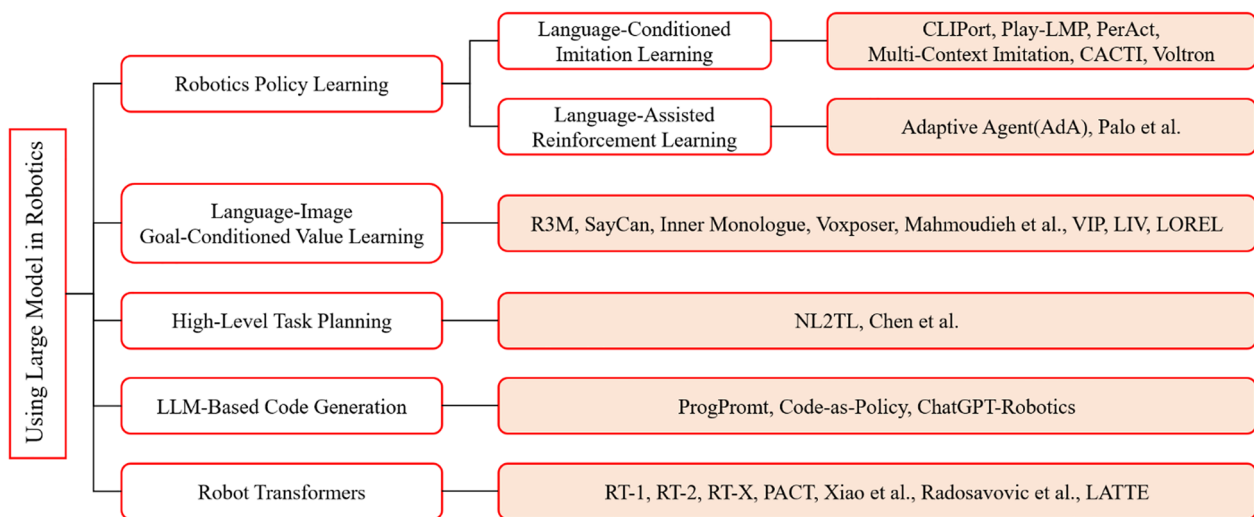 Using Large Model in Robotics
Robotics Policy Learning
Language-Conditioned
Imitation Learning
CLIPort, Play-LMP, PerAct,
Multi-Context Imitation, CACTI, Voltron
Language-Assisted
Reinforcement Learning
Adaptive Agent(AdA), Palo et al.
Language-Image
Goal-Conditioned Value Learning
R3M, SayCan, Inner Monologue, Voxposer, Mahmoudieh et al., VIP, LIV, LOREL
High-Level Task Planning
NL2TL, Chen et al.
LLM-Based Code Generation
ProgPromt, Code-as-Policy, ChatGPT-Robotics
Robot Transformers
RT-1, RT-2, RT-X, PACT, Xiao et al., Radosavovic et al., LATTE